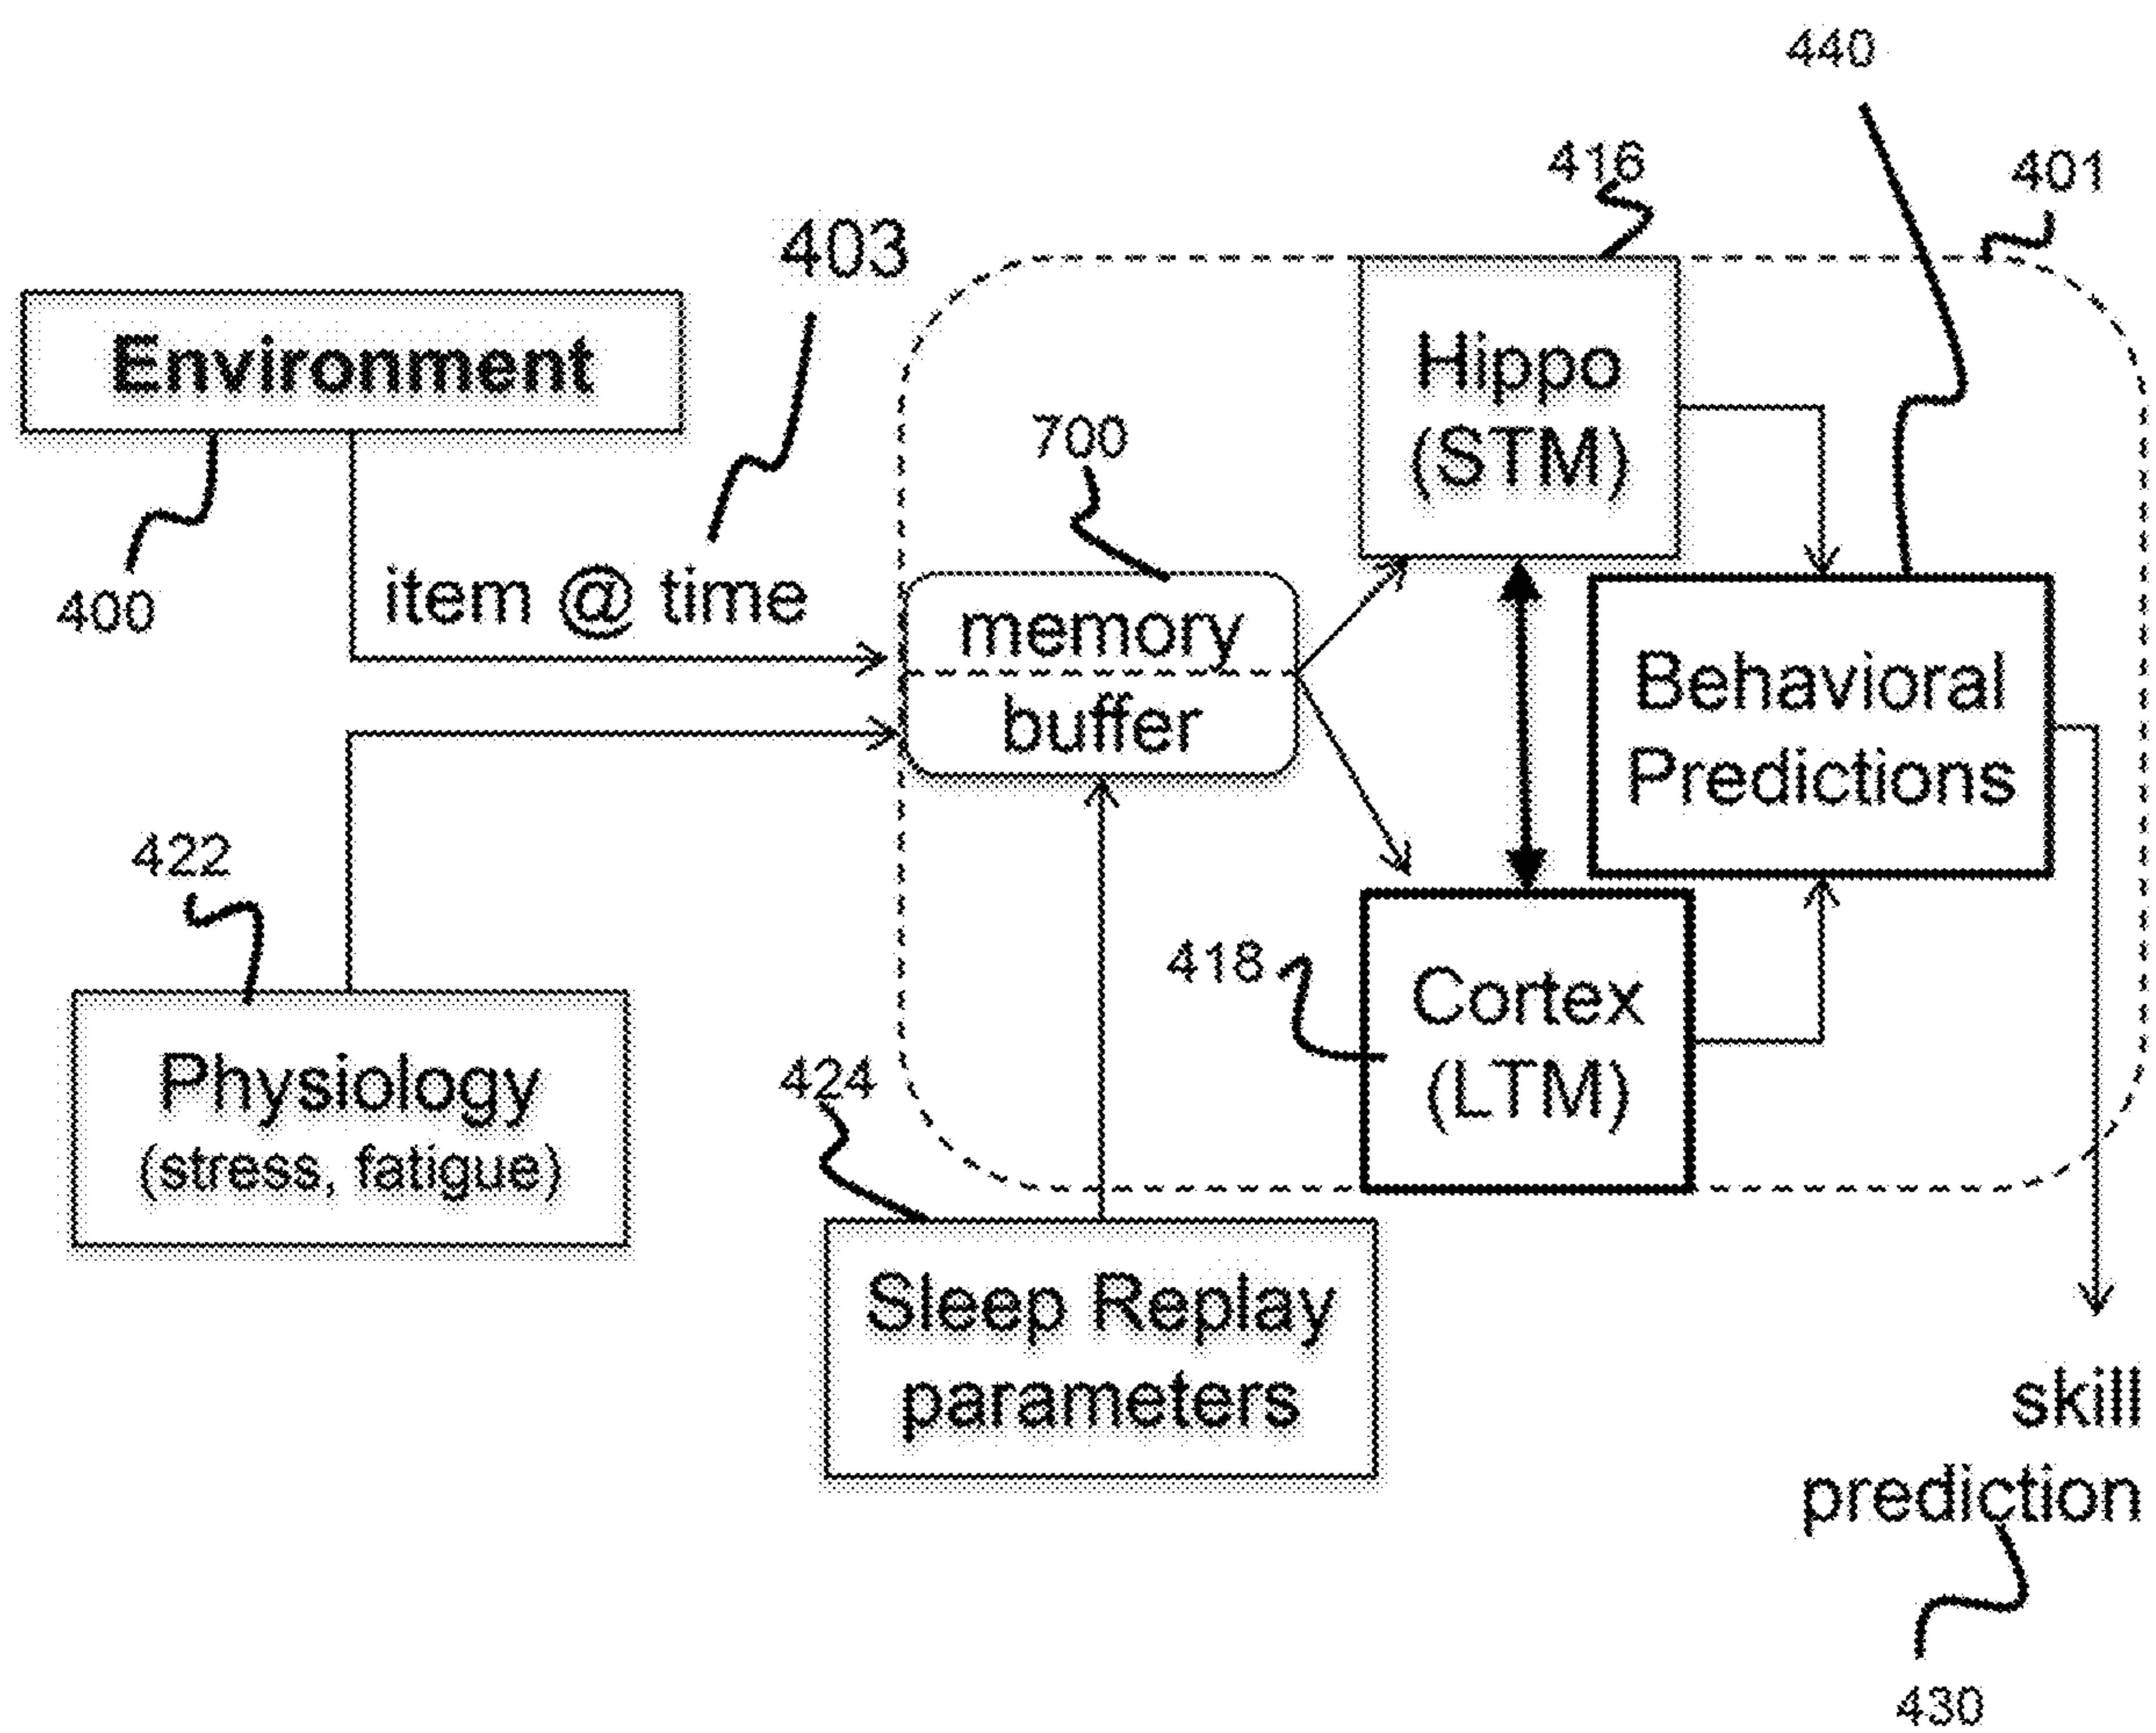 440
416
401
403
Environment
Hippo
(STM)
700
400
item @ time
memory
buffer
Behavioral
Predictions
422
418
Cortex
(LTM)
Physiology
(stress, fatigue)
424
Sleep Replay
parameters
skill
prediction
430